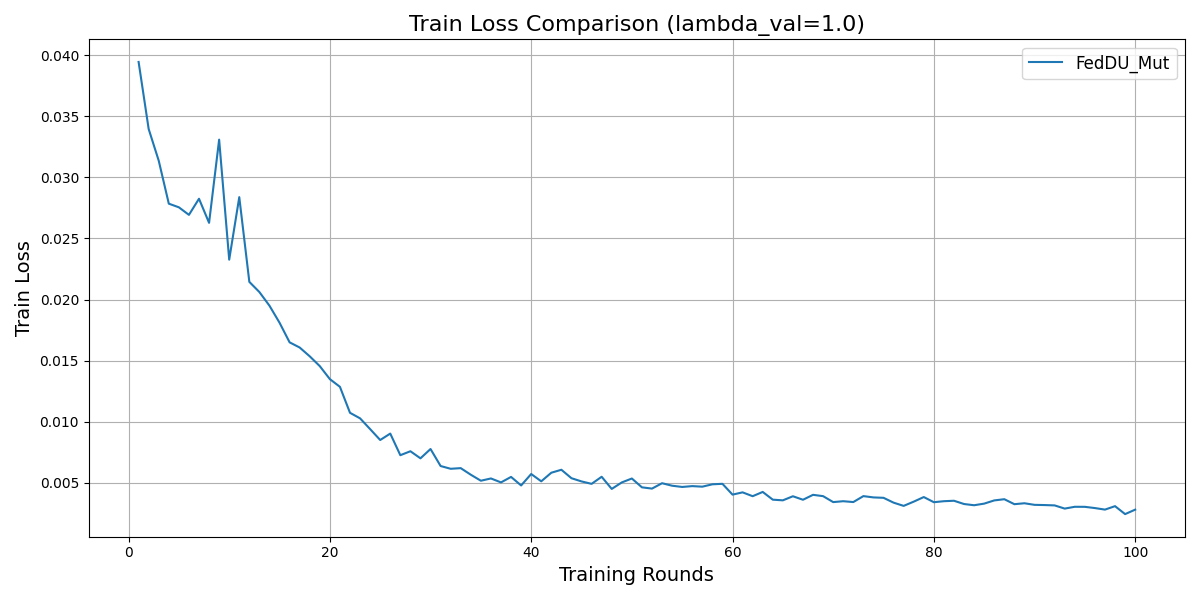 Train Loss Comparison (lambda_val=1.0)
FedDU_Mut
Train Loss
0.040
0.035
0.030
0.025
0.020
0.015
0.010
0.005
0 20 40 60 80 100
Training Rounds